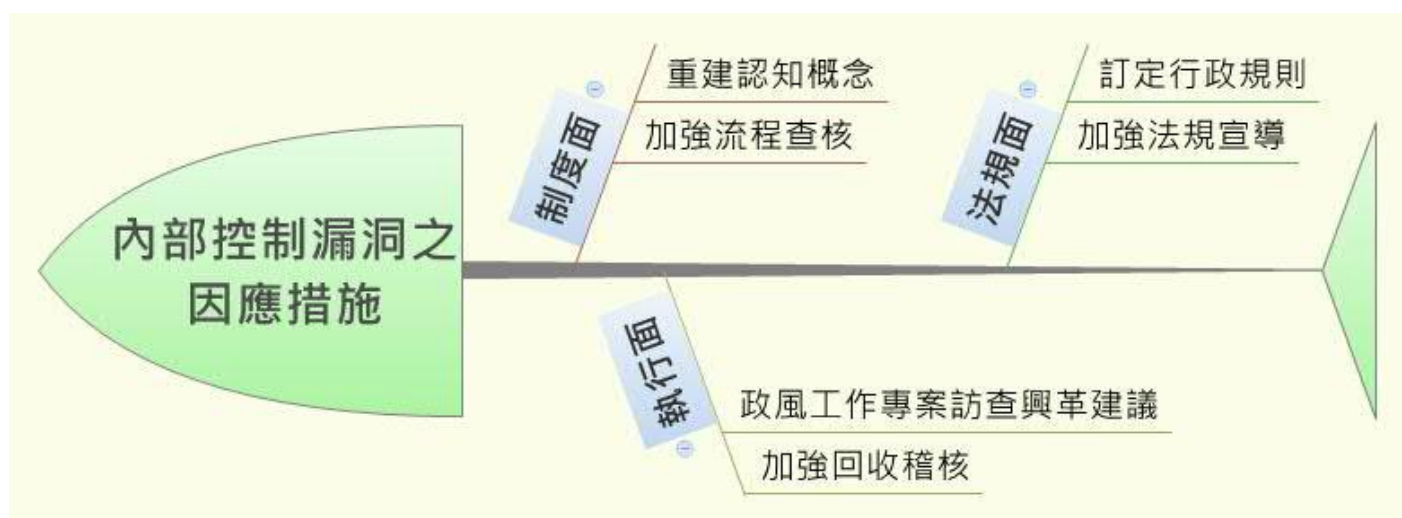 內部控制漏洞之
因應措施
制度面
重建認知概念
加強流程查核
法規面
訂定行政規則
加強法規宣導
執行面
政風工作專案訪查興革建議
加強回收稽核